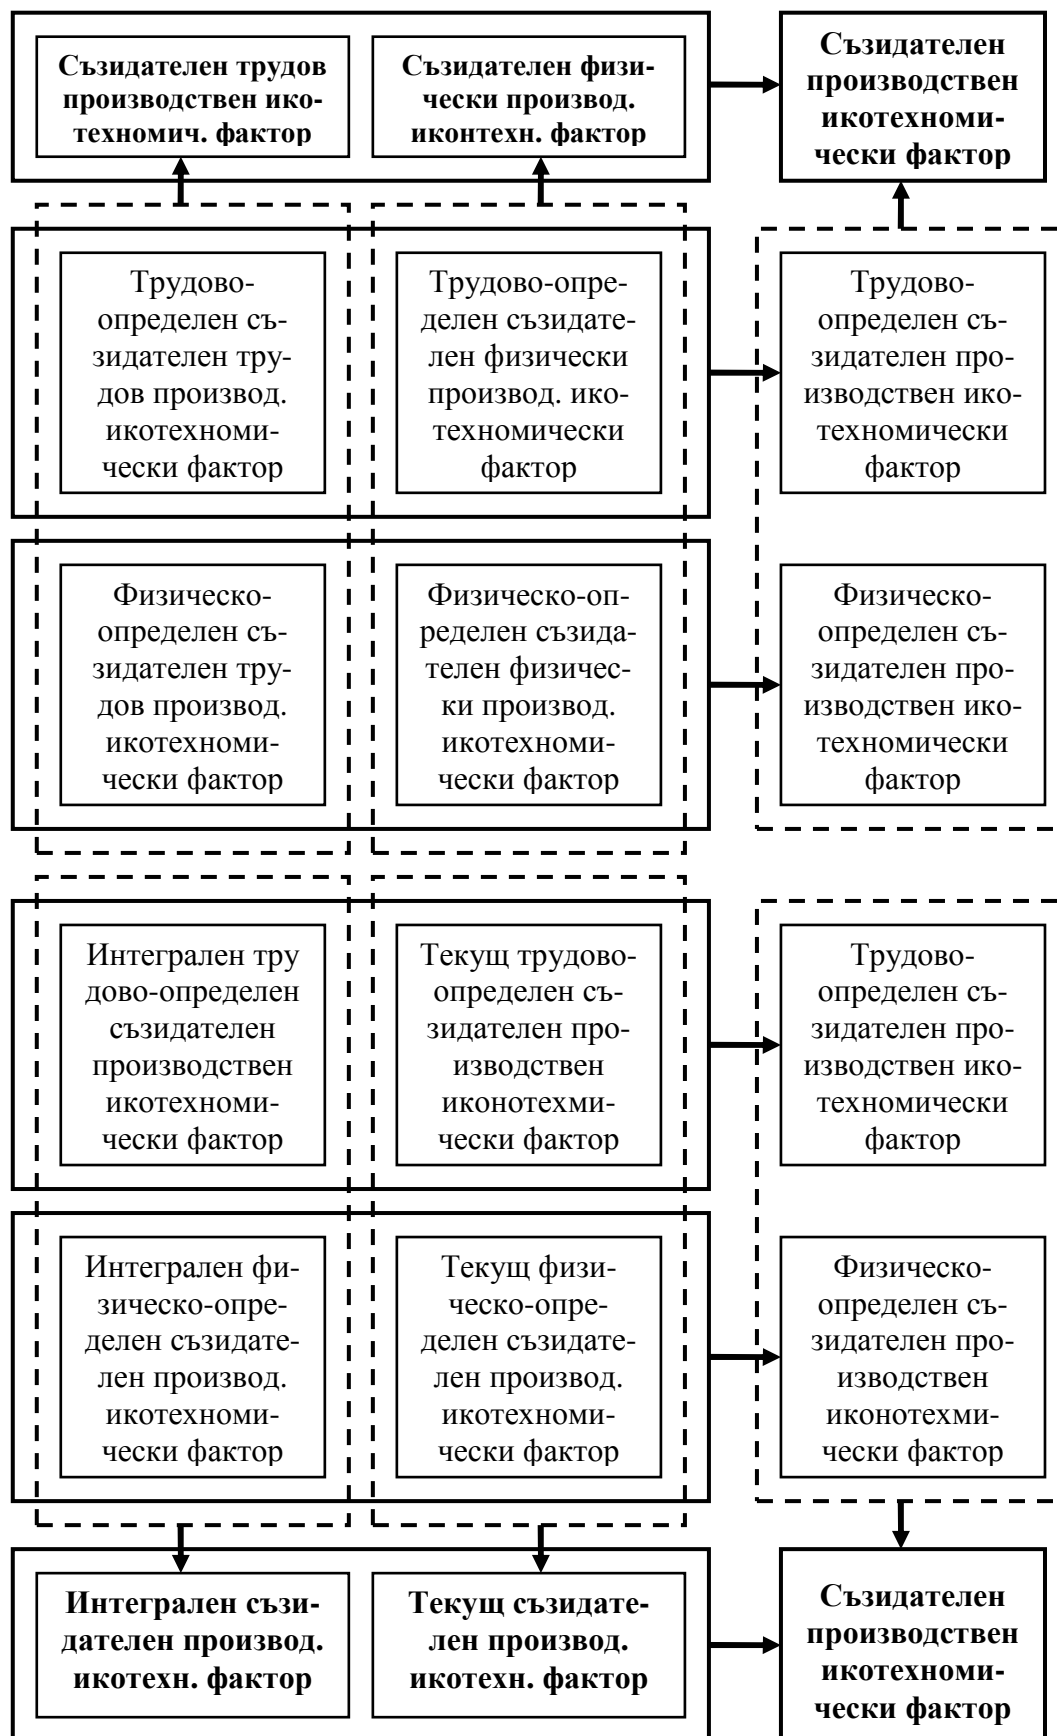 Съзидателен трудов
производствен ико-
техномич. фактор
Съзидателен физи-
чески производ.
иконтехн. фактор
Съзидателен
производствен
икотехноми-
чески фактор
Трудово-
определен съ-
зидателен тру-
дов производ.
икотехноми-
чески фактор
Трудово-опре-
делен съзидате-
лен физически
производ. ико-
техномически
фактор
Трудово-
определен съ-
зидателен про-
изводствен ико-
техномически
фактор
Физическо-
определен съ-
зидателен тру-
дов производ.
икотехноми-
чески фактор
Физическо-оп-
ределен съзида-
телен физичес-
ки производ.
икотехноми-
чески фактор
Физическо-
определен съ-
зидателен про-
изводствен ико-
техномически
фактор
Интегрален тру
дово-определен
съзидателен
производствен
икотехноми-
чески фактор
Текущ трудово-
определен съ-
зидателен про-
изводствен
иконотехми-
чески фактор
Трудово-
определен съ-
зидателен про-
изводствен ико-
техномически
фактор
Интегрален фи-
зическо-опре-
делен съзидате-
лен производ.
икотехноми-
чески фактор
Текущ физи-
ческо-опре-
делен съзидате-
лен производ.
икотехноми-
чески фактор
Физическо-
определен съ-
зидателен про-
изводствен
иконотехми-
чески фактор
Интегрален съзи-
дателен производ.
икотехн. фактор
Текущ съзидате-
лен производ.
икотехн. фактор
Съзидателен
производствен
икотехноми-
чески фактор